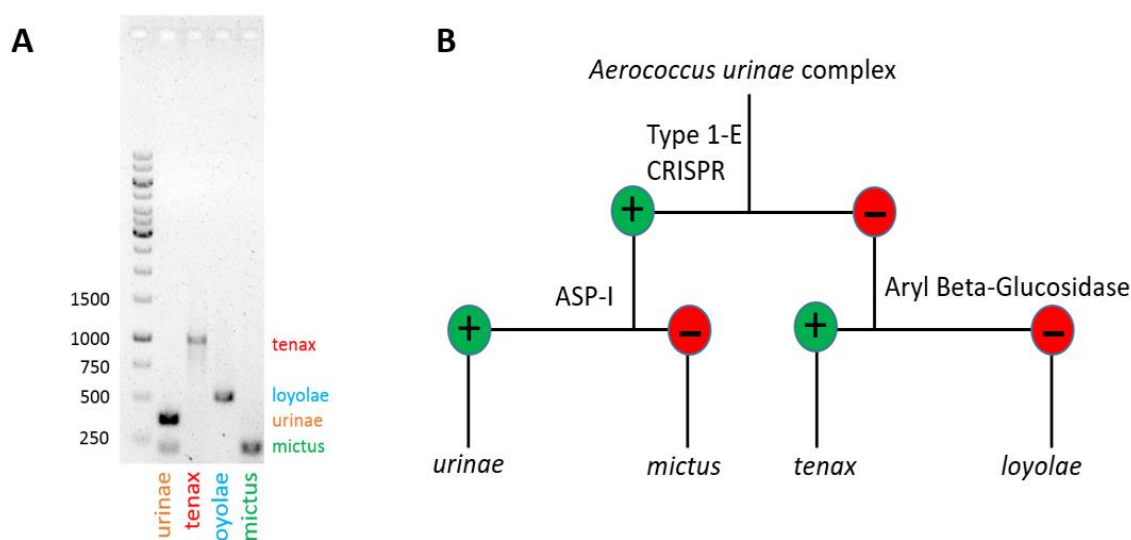 A
1500
1000
750
500
250
tenax
loyolae
urinae
mictus
urinae
tenax
oyolae
mictus
B
Aerococcus urinae complex
Type 1-E
CRISPR
+
–
ASP-I
Aryl Beta-Glucosidase
+
–
+
–
urinae
mictus
tenax
loyolae